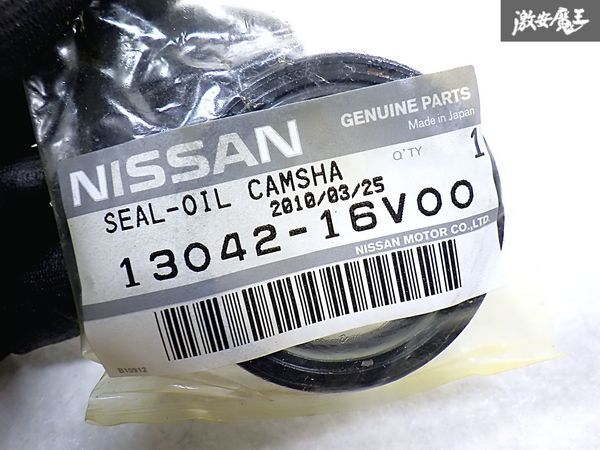 激安魔王
GENUINE PARTS
Made in Japan
NISSAN
Q'TY 1
SEAL-OIL CAMSHA
2010/03/25
13042-16V00
NISSAN MOTOR CO.,LTD.
B10912